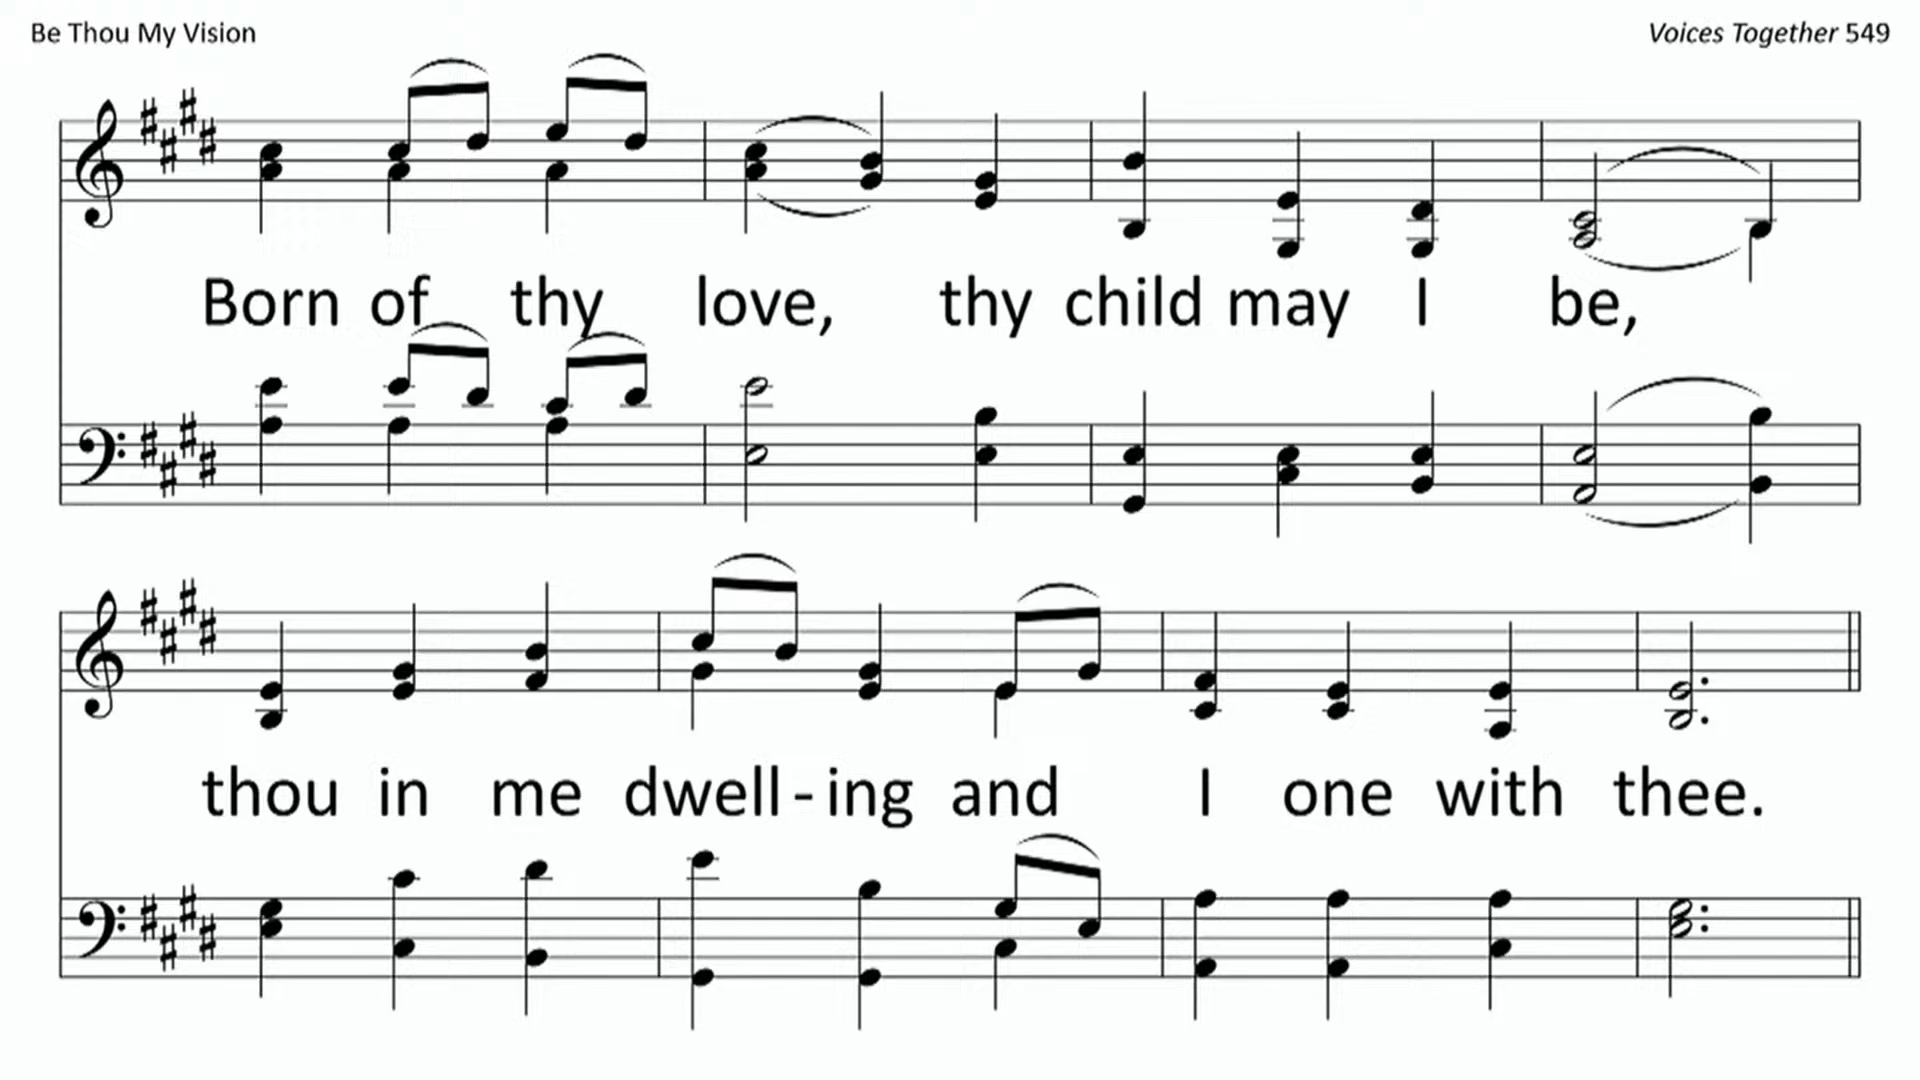 Be Thou My Vision
Voices Together 549
Born of thy love, thy child may I be,
thou in me dwell - ing and I one with thee.